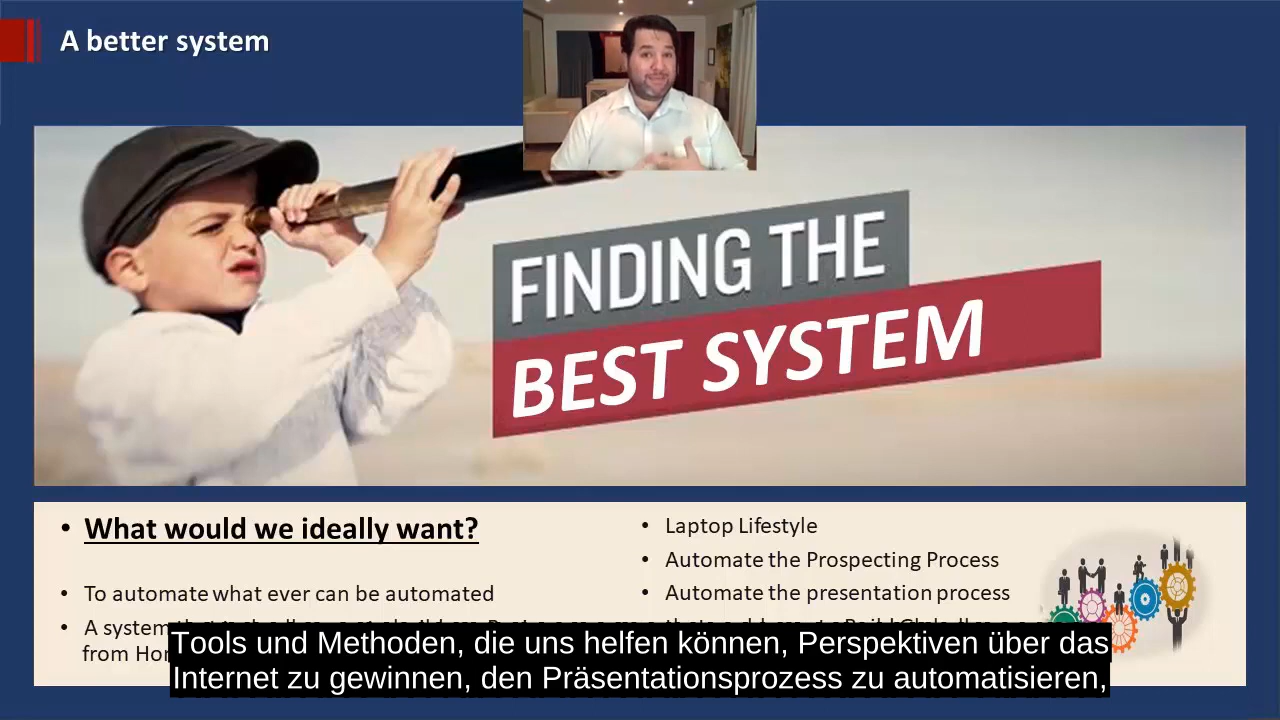 A better system
FINDING THE
BEST SYSTEM
• What would we ideally want?
• To automate what ever can be automated
• A system
from Hor
• Laptop Lifestyle
• Automate the Prospecting Process
• Automate the presentation process
Tools und Methoden, die uns helfen können, Perspektiven über das
Internet zu gewinnen, den Präsentationsprozess zu automatisieren,